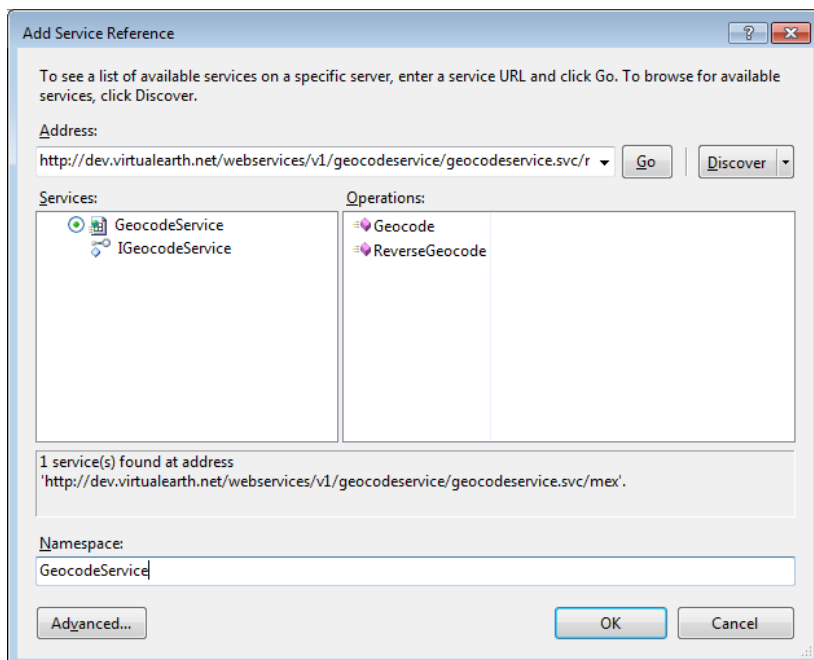 Add Service Reference
To see a list of available services on a specific server, enter a service URL and click Go. To browse for available
services, click Discover.
Address:
http://dev.virtualearth.net/webservices/v1/geocodeservice/geocodeservice.svc/r Go Discover
Services: Operations:
GeocodeService Geocode
IGeocodeService ReverseGeocode
1 service(s) found at address
'http://dev.virtualearth.net/webservices/v1/geocodeservice/geocodeservice.svc/mex'.
Namespace:
GeocodeService
Advanced... OK Cancel